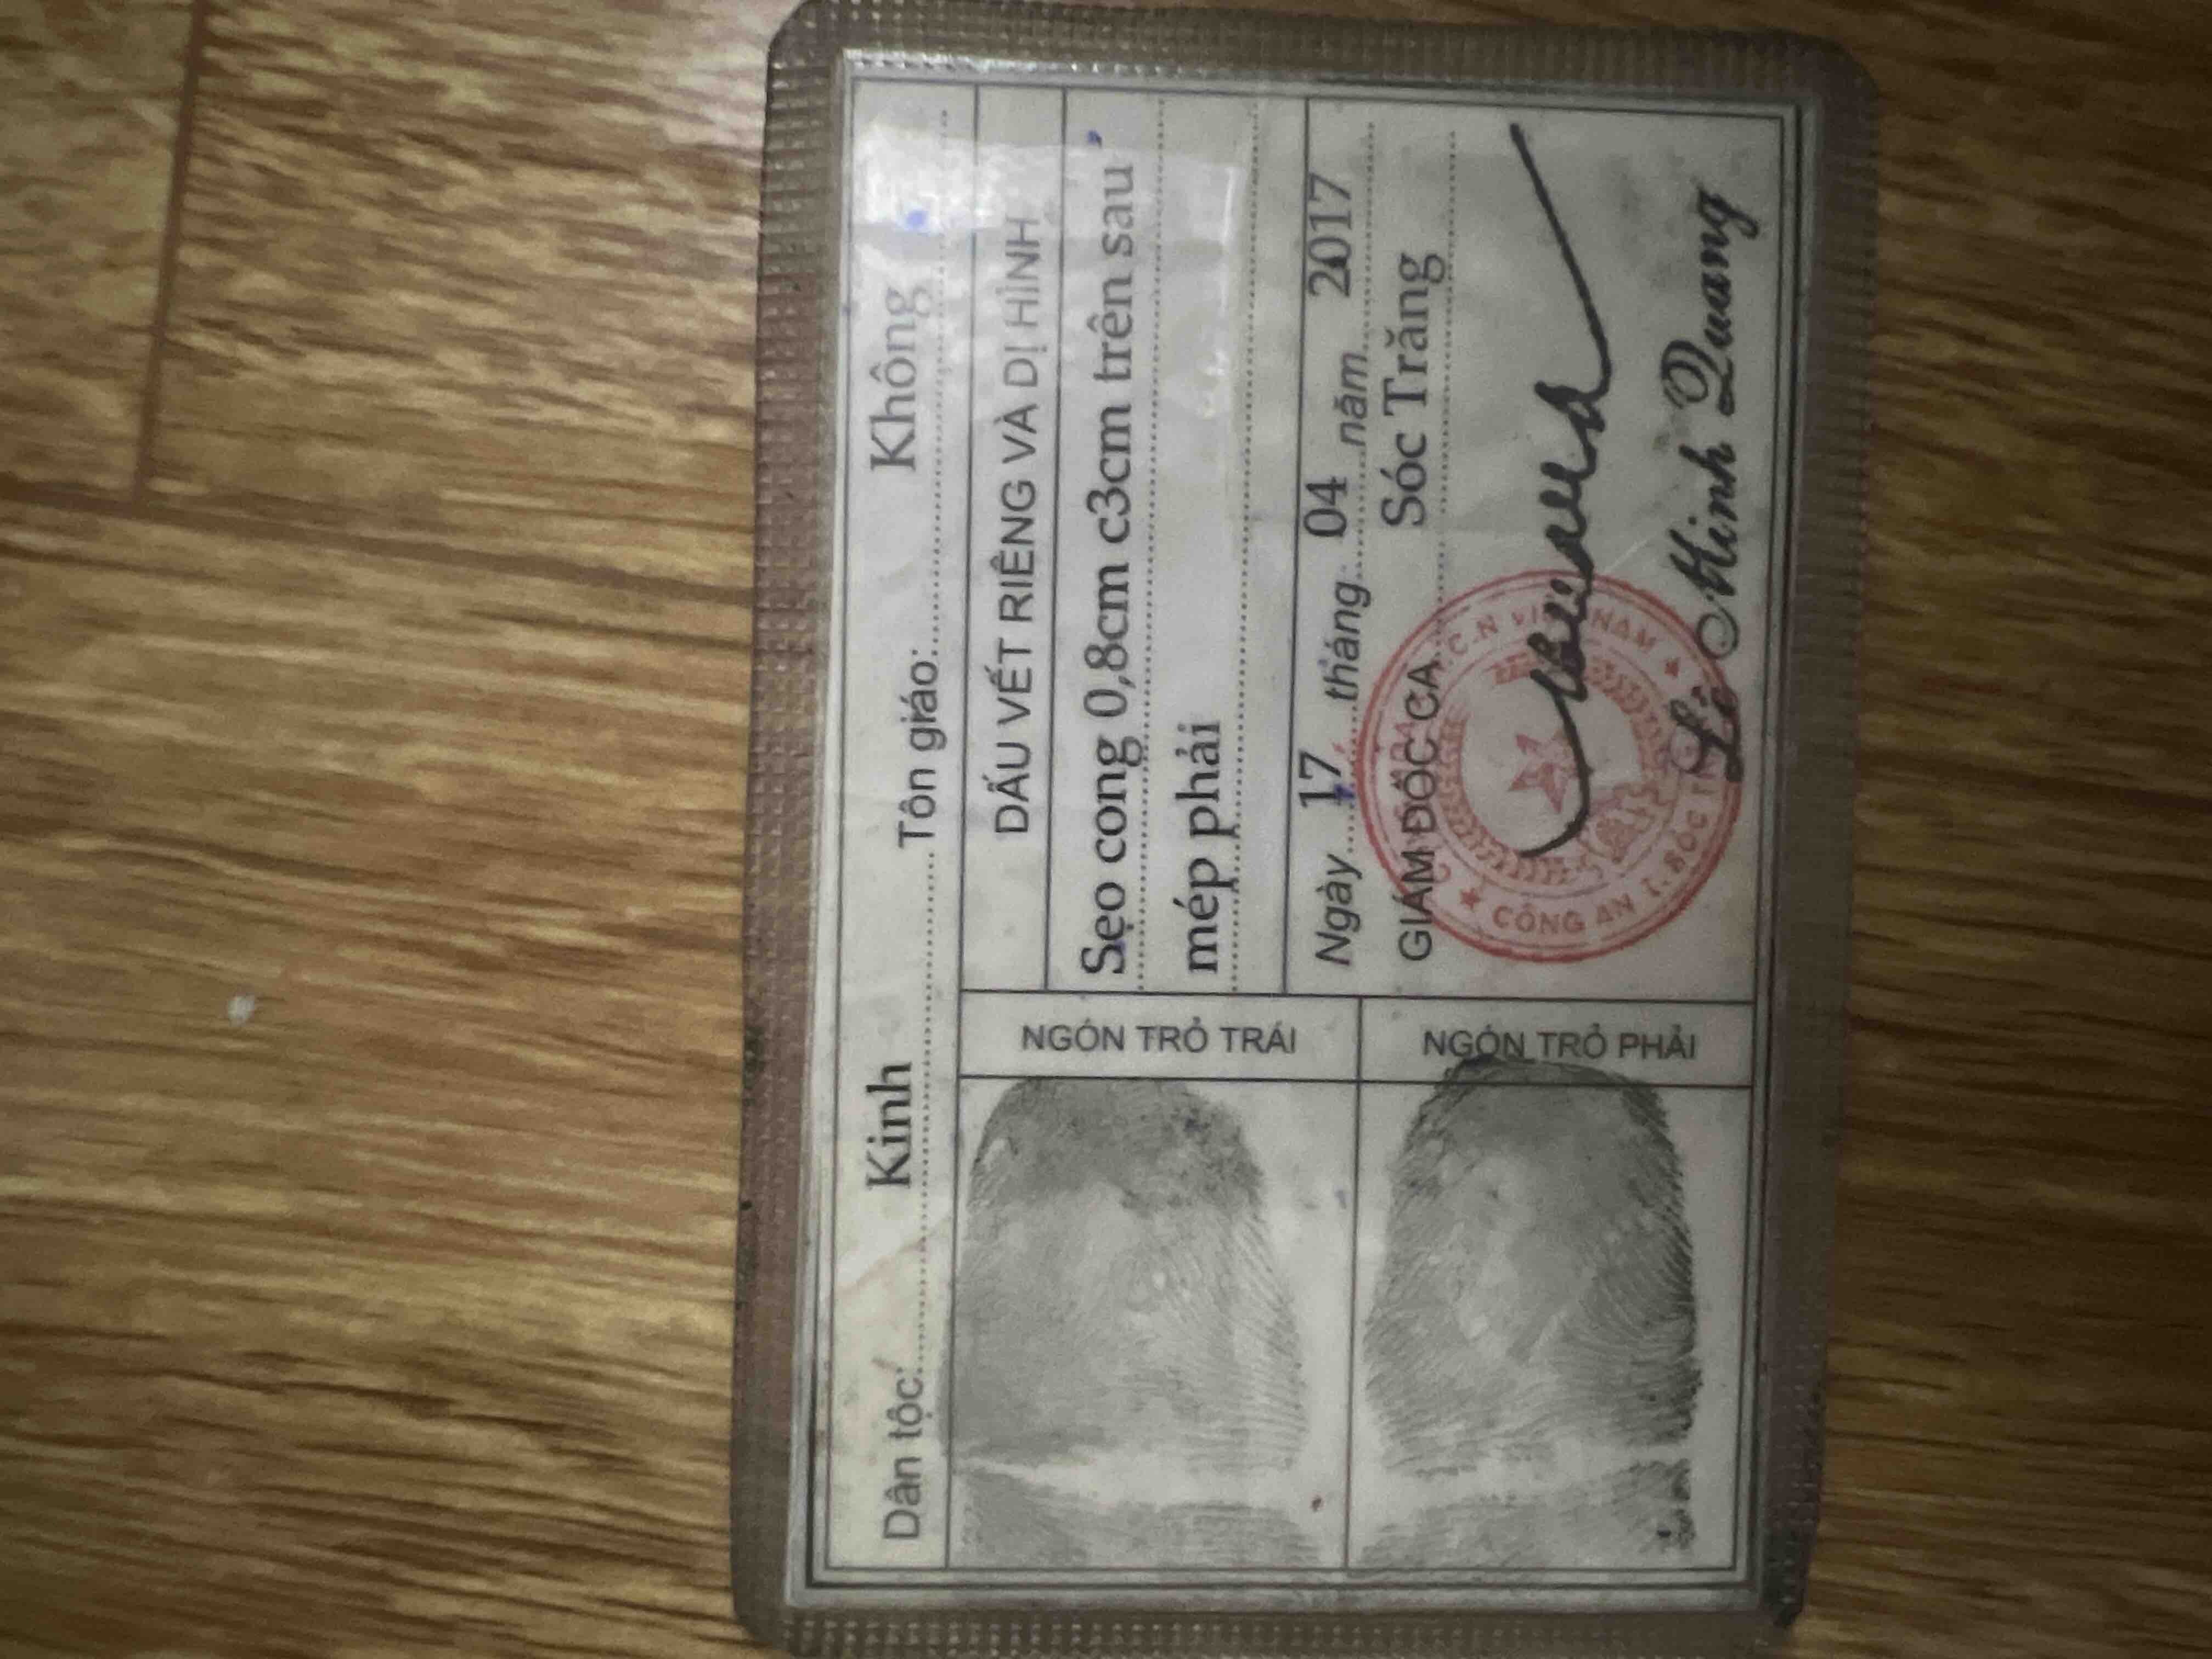 Dân tộc: Kinh Tôn giáo: Không
DẤU VẾT RIÊNG VÀ DỊ HÌNH
Sẹo cong 0,8cm c3cm trên sau
mép phải
NGÓN TRỎ TRÁI
NGÓN TRỎ PHẢI
Ngày 17 tháng 04 năm 2017
GIÁM ĐỐC CA Sóc Trăng
CÔNG AN T. SÓC
Minh Quang